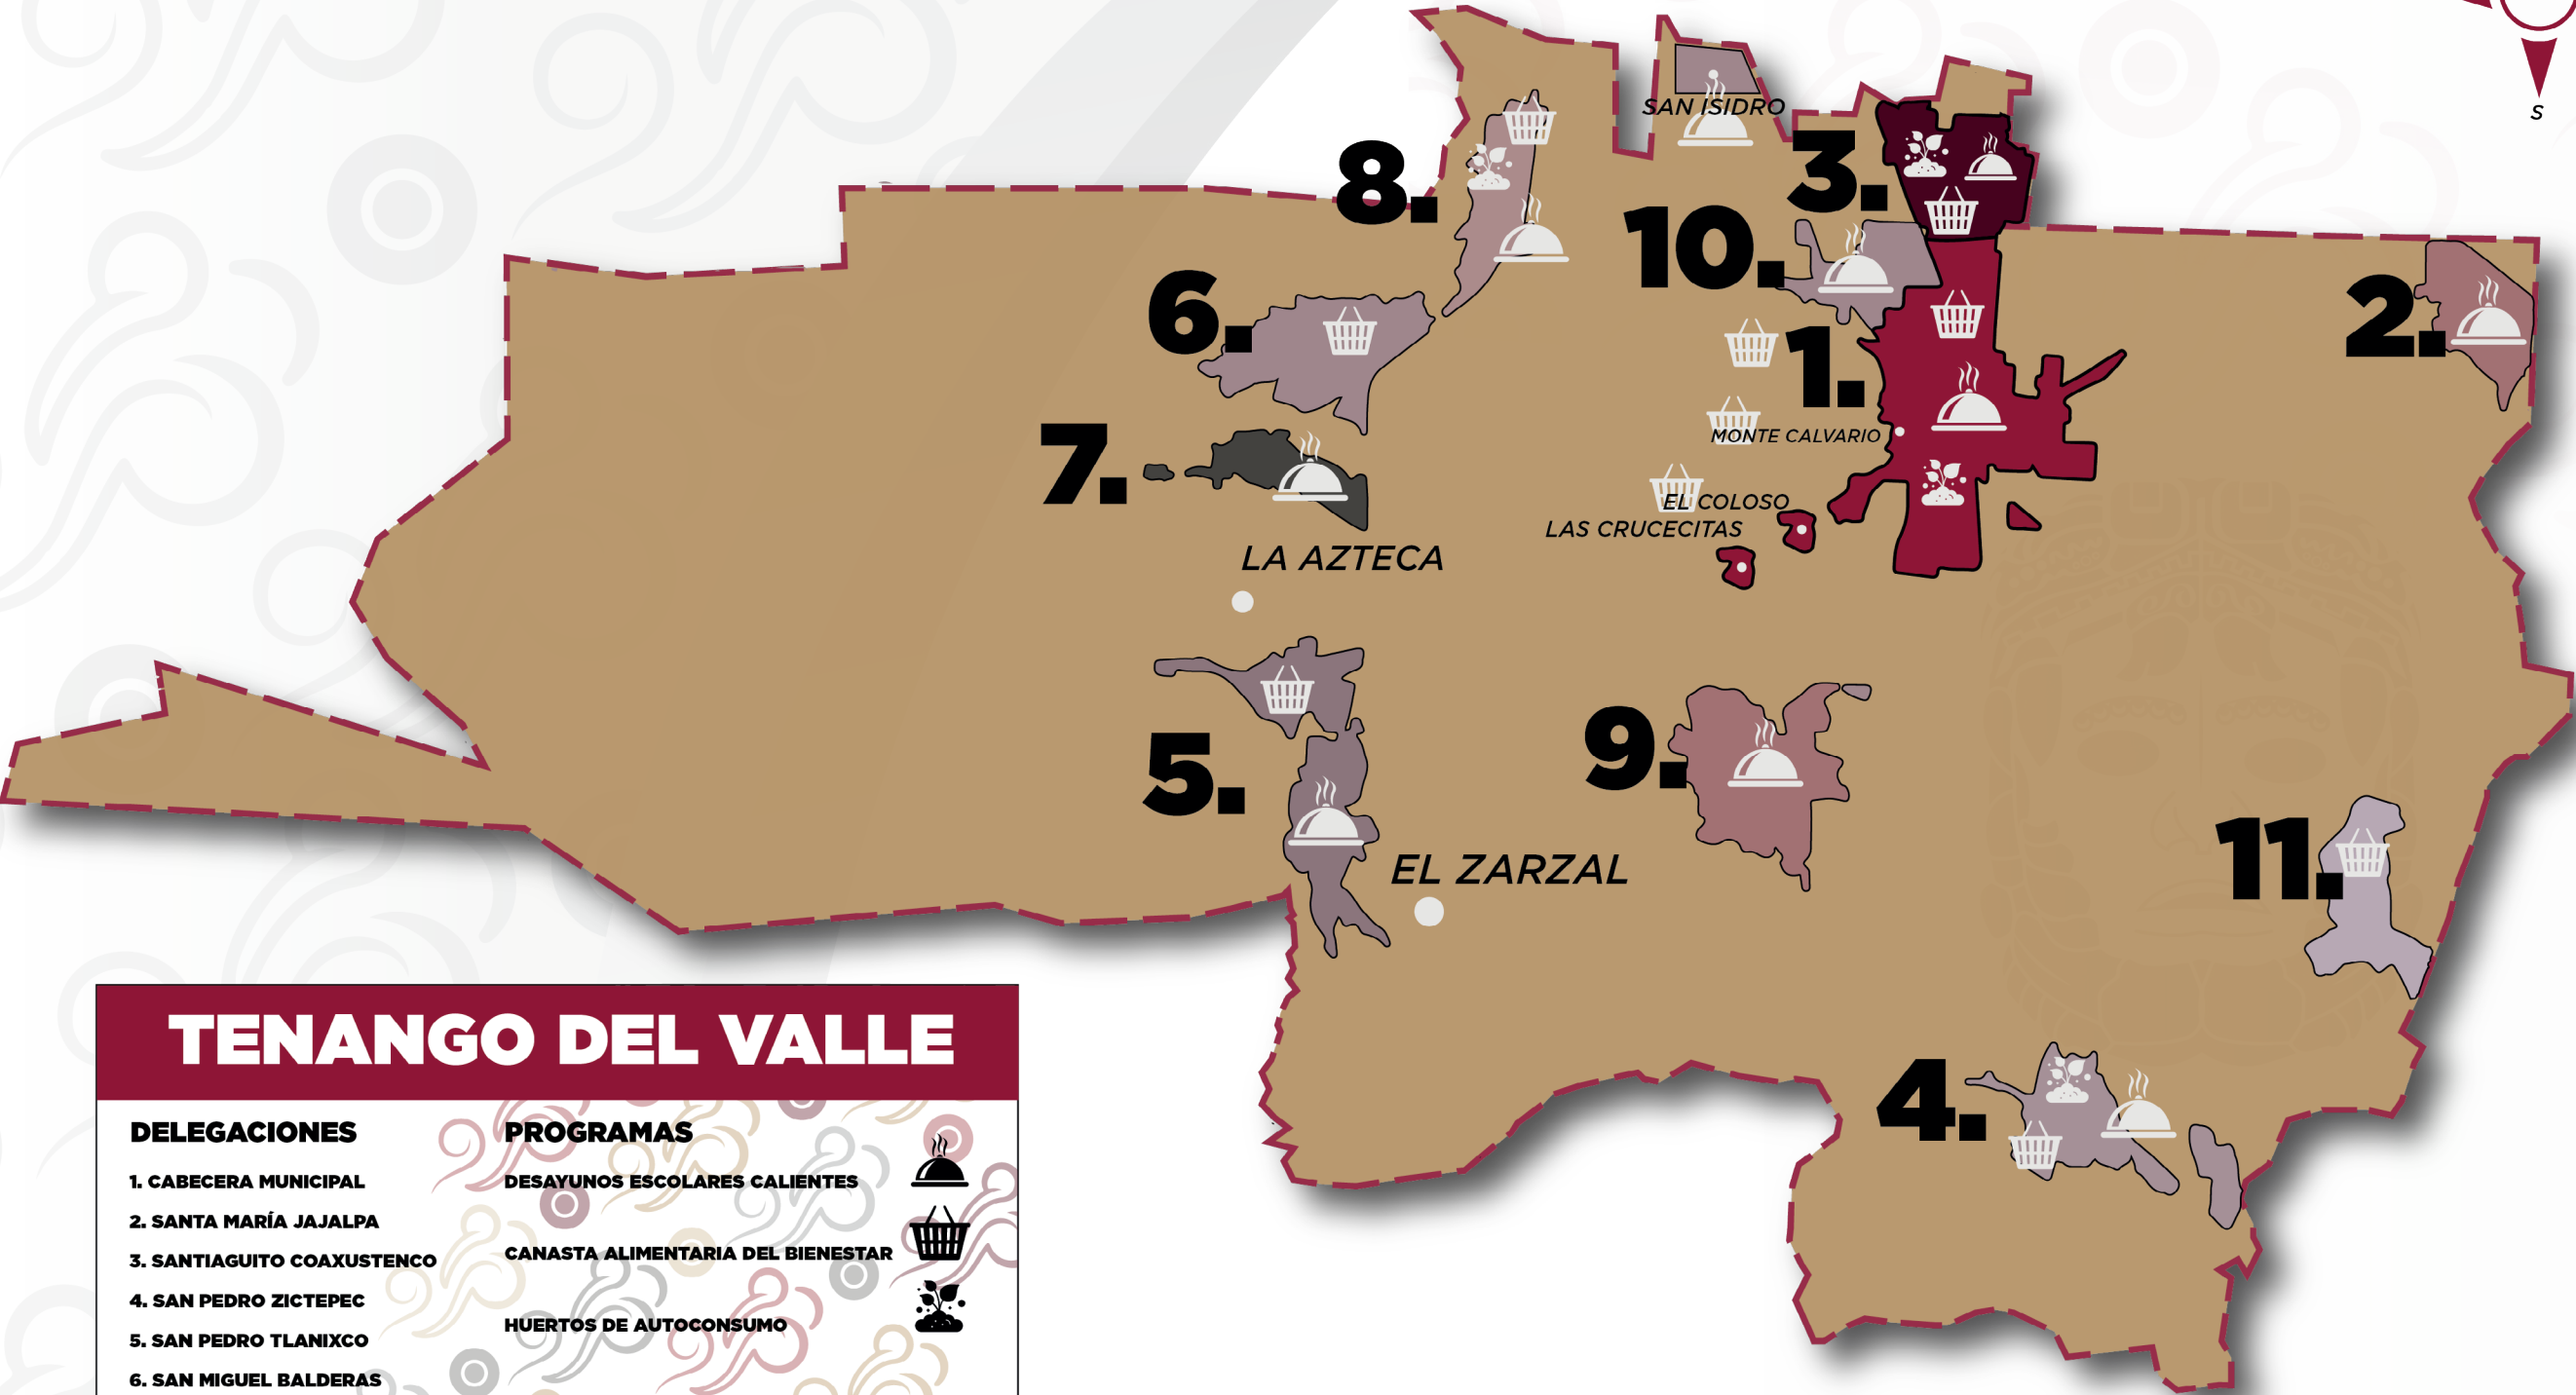 S
SAN ISIDRO
8.
3.
10.
6.
2.
1.
7.
MONTE CALVARIO
EL COLOSO
LAS CRUCECITAS
LA AZTECA
5.
9.
EL ZARZAL
11.
4.
TENANGO DEL VALLE
DELEGACIONES
1. CABECERA MUNICIPAL
2. SANTA MARÍA JAJALPA
3. SANTIAGUITO COAXUSTENCO
4. SAN PEDRO ZICTEPEC
5. SAN PEDRO TLANIXCO
6. SAN MIGUEL BALDERAS
PROGRAMAS
DESAYUNOS ESCOLARES CALIENTES
CANASTA ALIMENTARIA DEL BIENESTAR
HUERTOS DE AUTOCONSUMO